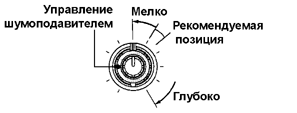 Управление
шумоподавителем
Мелко
Рекомендуемая
позиция
Глубоко